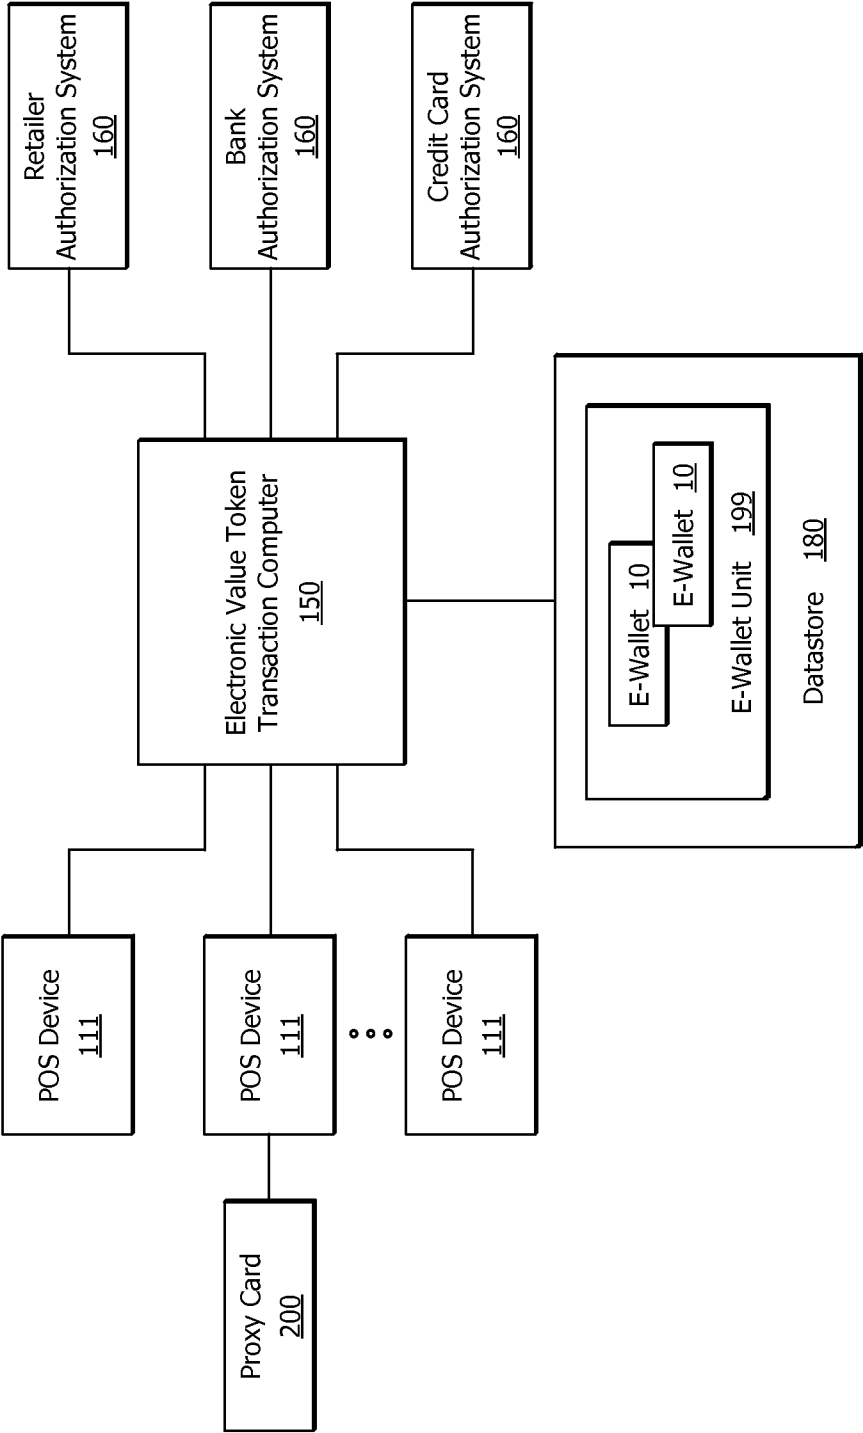 Retailer
Authorization System
160
Bank
Authorization System
160
Credit Card
Authorization System
160
Electronic Value Token
Transaction Computer
150
E-Wallet 10
E-Wallet 10
E-Wallet Unit 199
Datastore 180
POS Device
111
POS Device
111
POS Device
111
Proxy Card
200